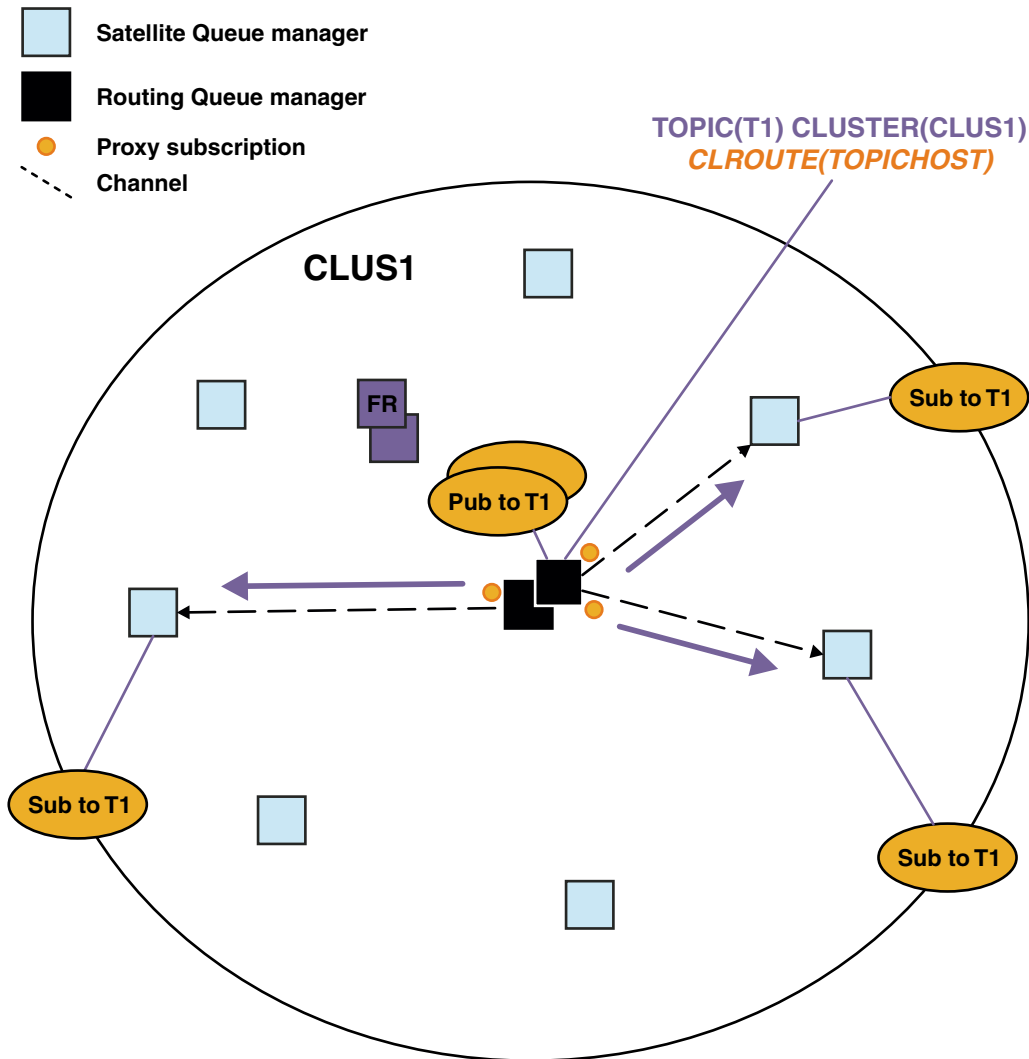 Satellite Queue manager
Routing Queue manager
Proxy subscription
Channel
TOPIC(T1) CLUSTER(CLUS1)
CLROUTE(TOPICHOST)
CLUS1
FR
Sub to T1
Pub to T1
Sub to T1
Sub to T1